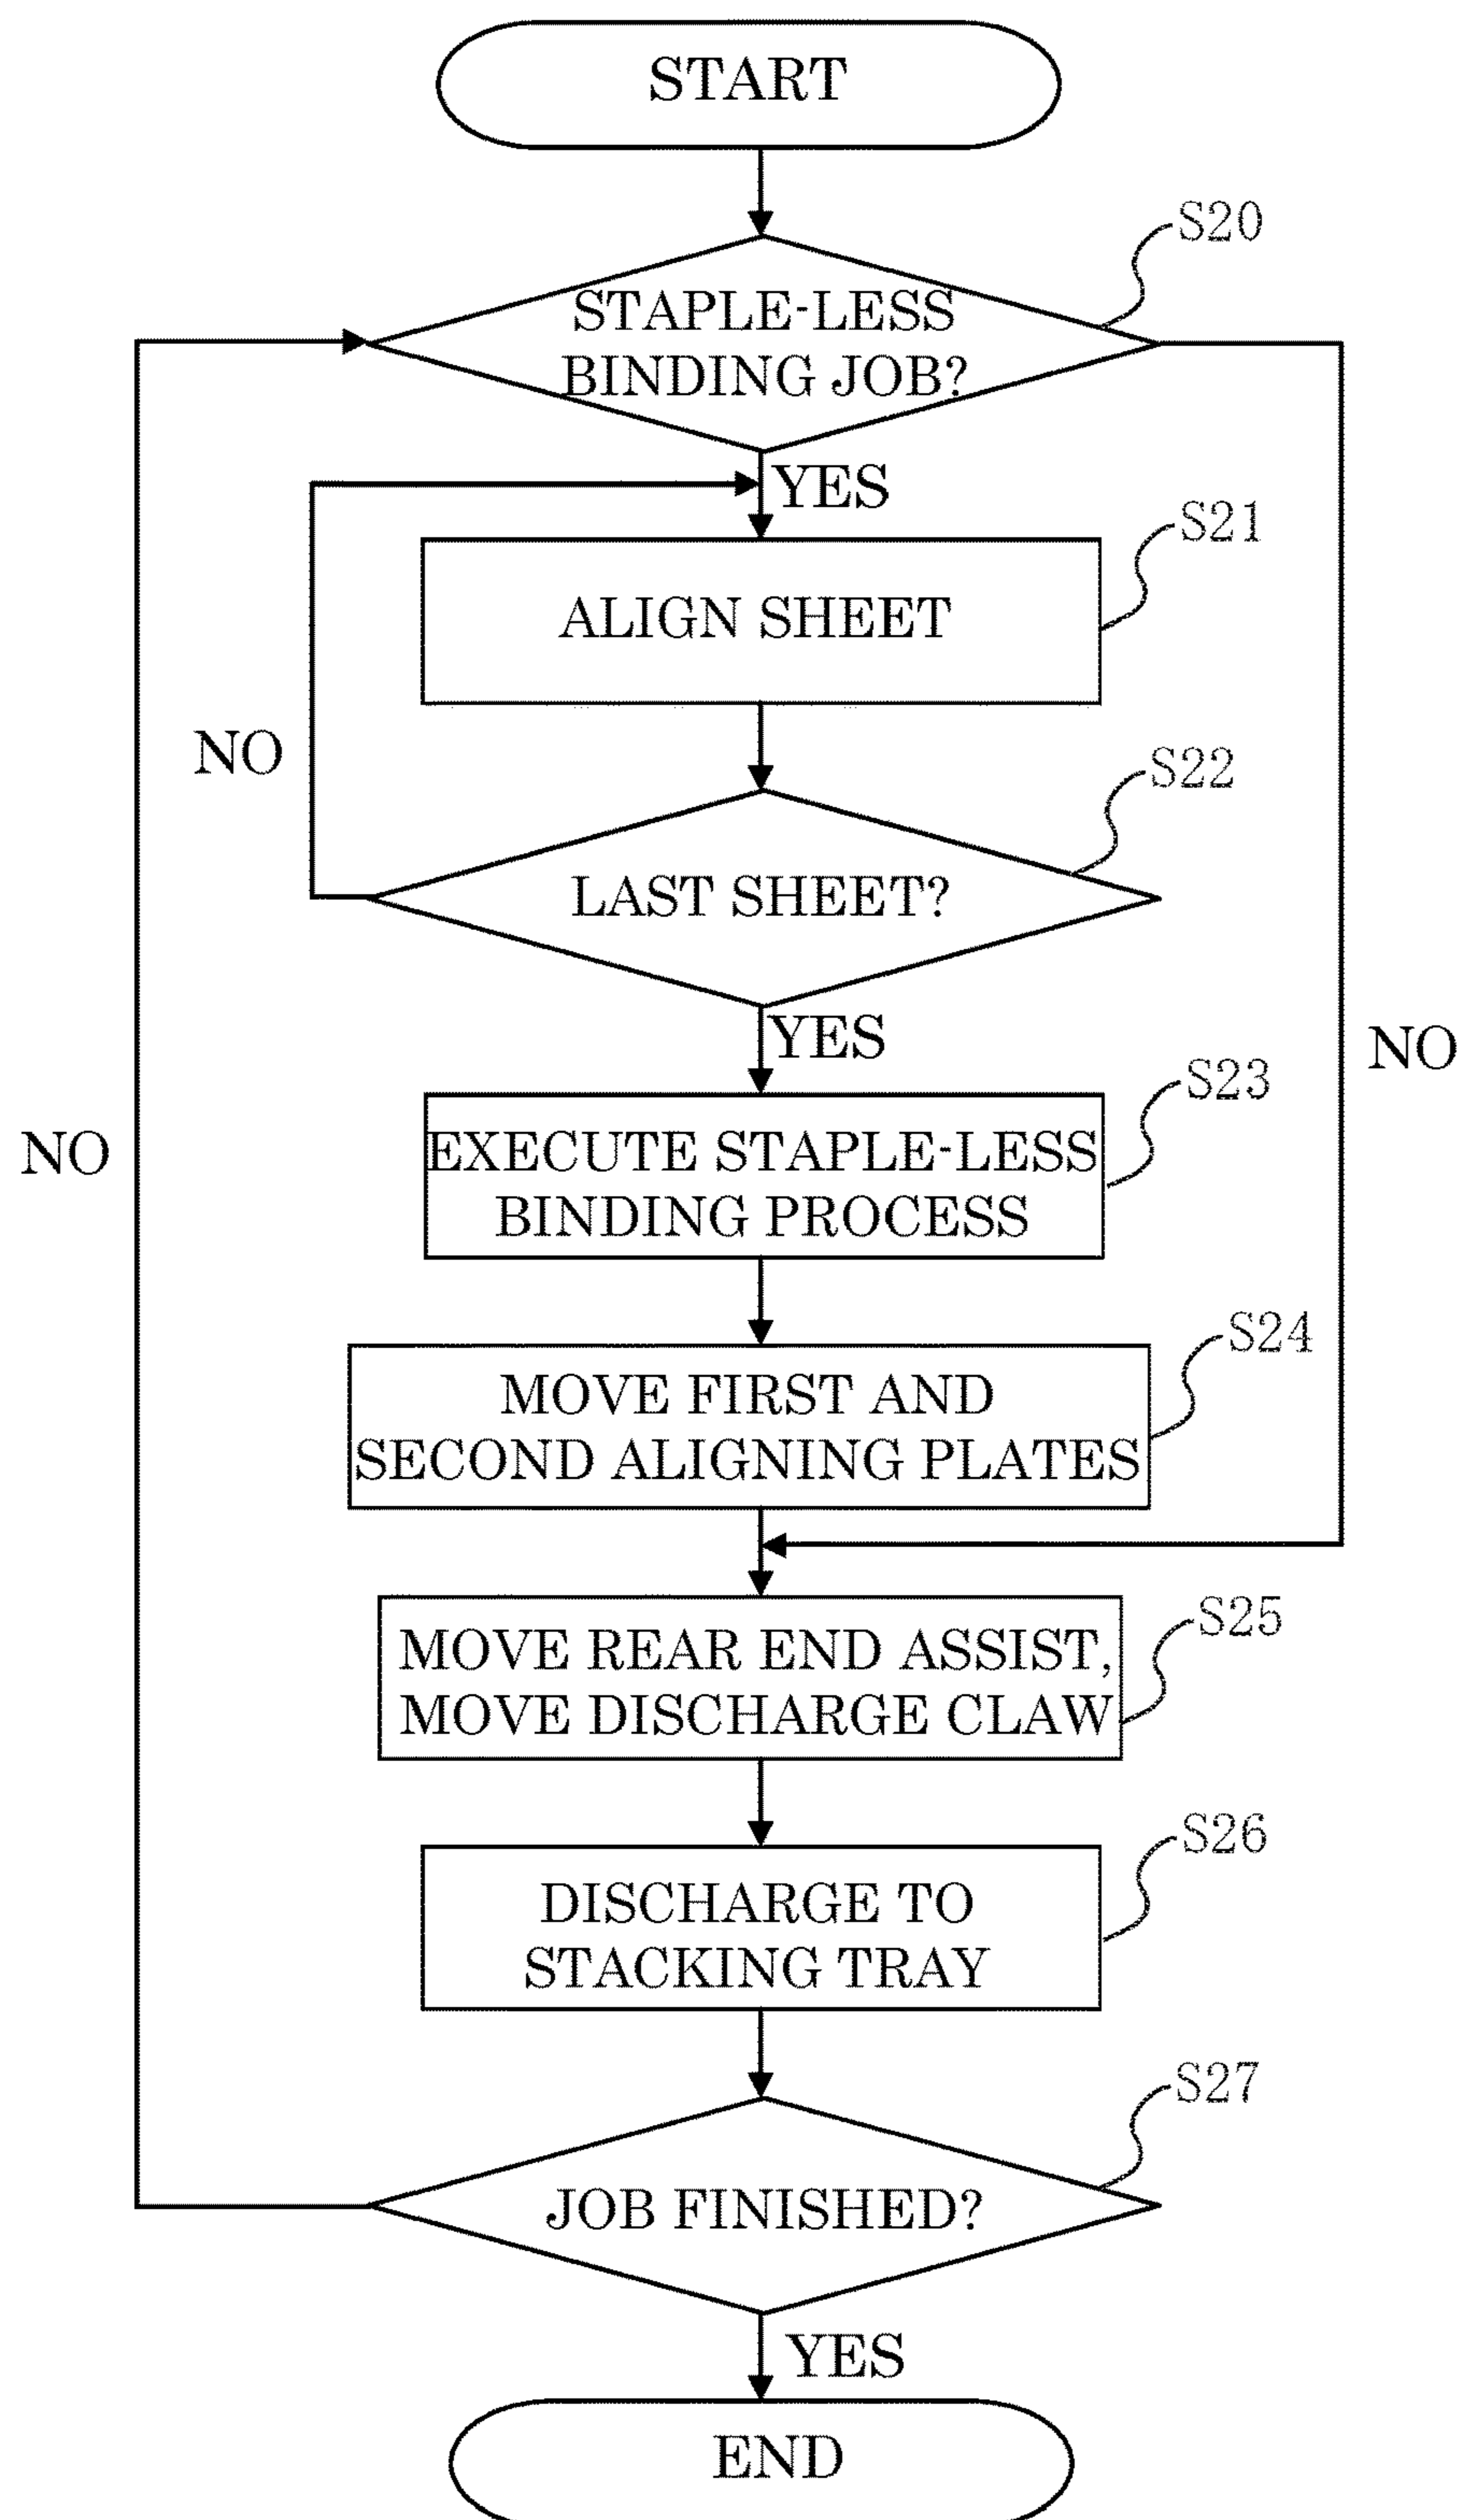 START
S20
STAPLE-LESS
BINDING JOB?
YES
S21
ALIGN SHEET
NO
S22
LAST SHEET?
YES
NO
S23
EXECUTE STAPLE-LESS
BINDING PROCESS
NO
S24
MOVE FIRST AND
SECOND ALIGNING PLATES
S25
MOVE REAR END ASSIST,
MOVE DISCHARGE CLAW
S26
DISCHARGE TO
STACKING TRAY
S27
JOB FINISHED?
YES
END